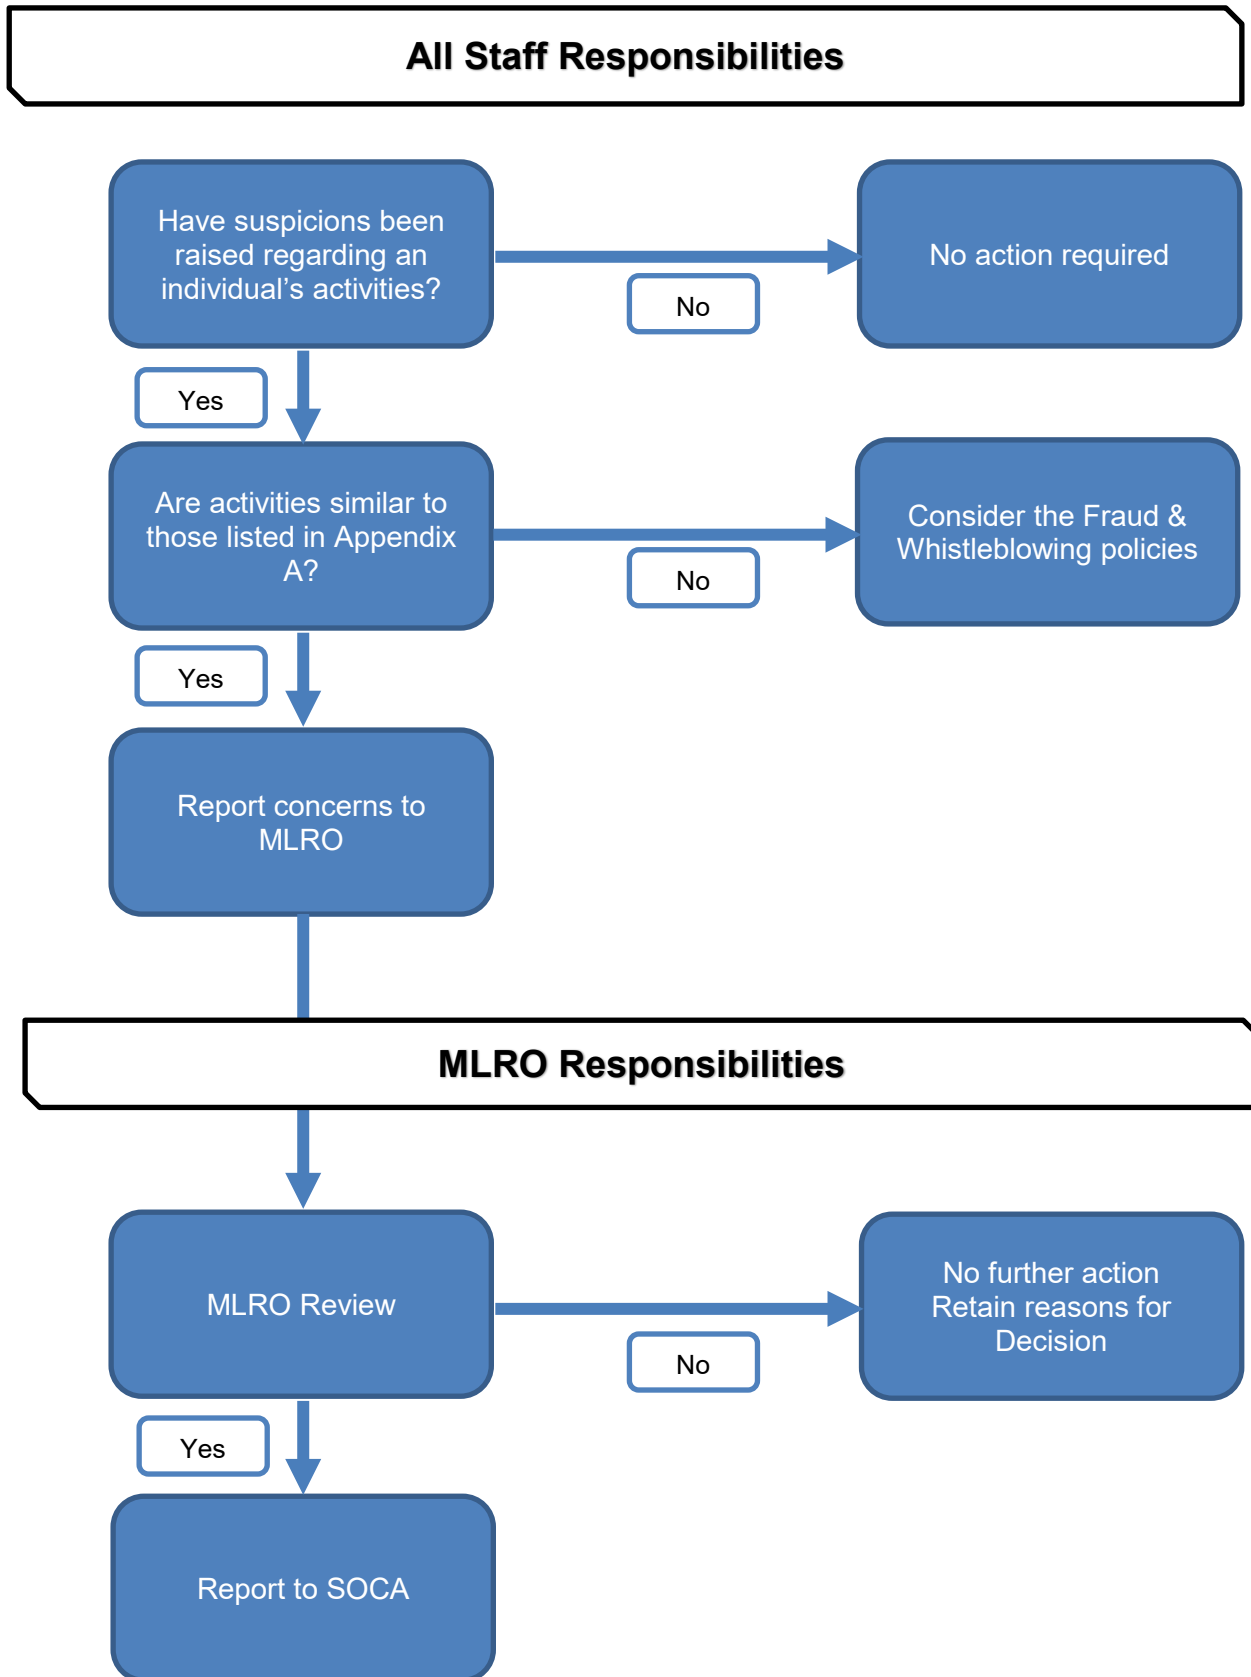 All Staff Responsibilities
Have suspicions been
raised regarding an
individual’s activities?
No action required
No
Yes
Are activities similar to
those listed in Appendix
A?
Consider the Fraud &
Whistleblowing policies
No
Yes
Report concerns to
MLRO
MLRO Responsibilities
MLRO Review
No further action
Retain reasons for
Decision
No
Yes
Report to SOCA